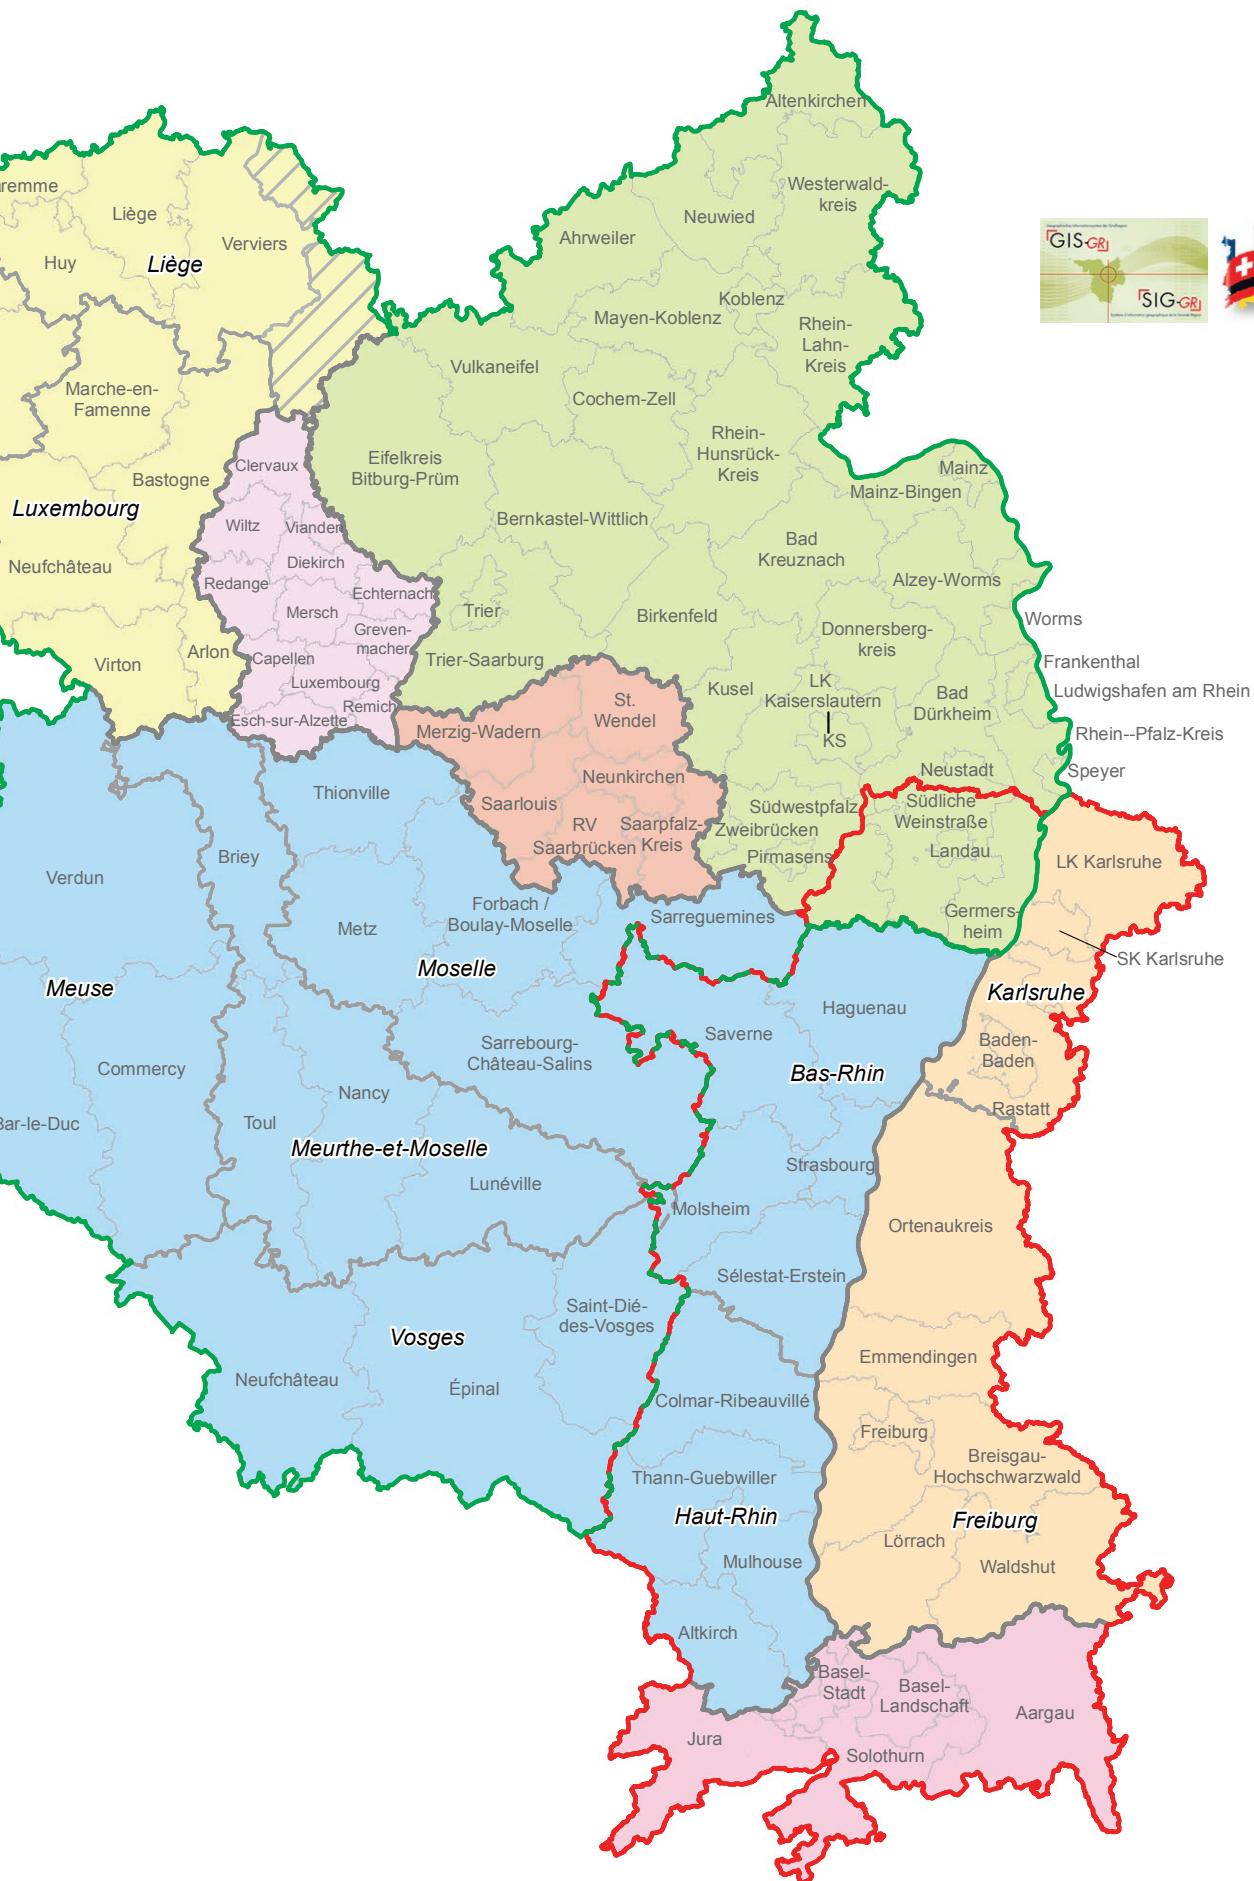 Altenkirchen
Westerwald-
kreis
Neuwied
Ahrweiler
Liège
Verviers
Huy
Liège
GIS-GR
SIG-GR
Koblenz
Mayen-Koblenz
Rhein-
Lahn-
Kreis
Vulkaneifel
Cochem-Zell
Marche-en-
Famenne
Rhein-
Hunsrück-
Kreis
Eifelkreis
Bitburg-Prüm
Clervaux
Mainz
Mainz-Bingen
Bastogne
Luxembourg
Wiltz
Vianden
Bernkastel-Wittlich
Bad
Kreuznach
Neufchâteau
Diekirch
Redange
Echternach
Alzey-Worms
Mersch
Trier
Birkenfeld
Worms
Greven-
macher
Donnersberg-
kreis
Arlon
Virton
Capellen
Trier-Saarburg
Frankenthal
Luxembourg
Kusel
LK
Kaiserslautern
Ludwigshafen am Rhein
Remich
Esch-sur-Alzette
St.
Wendel
Bad
Dürkheim
Merzig-Wadern
KS
Rhein--Pfalz-Kreis
Neunkirchen
Neustadt
Speyer
Thionville
Saarlouis
Südwestpfalz
Südliche
Weinstraße
RV
Saarbrücken
Saarpfalz-
Kreis
Zweibrücken
Briey
Pirmasens
Landau
LK Karlsruhe
Verdun
Forbach /
Boulay-Moselle
Sarreguemines
Germers-
heim
Metz
SK Karlsruhe
Moselle
Meuse
Karlsruhe
Haguenau
Saverne
Sarrebourg-
Château-Salins
Baden-
Baden
Commercy
Bas-Rhin
Nancy
Rastatt
Bar-le-Duc
Toul
Meurthe-et-Moselle
Strasbourg
Lunéville
Molsheim
Ortenaukreis
Sélestat-Erstein
Saint-Dié-
des-Vosges
Vosges
Emmendingen
Neufchâteau
Épinal
Colmar-Ribeauvillé
Freiburg
Breisgau-
Hochschwarzwald
Thann-Guebwiller
Haut-Rhin
Freiburg
Lörrach
Mulhouse
Waldshut
Altkirch
Basel-
Stadt
Basel-
Landschaft
Aargau
Jura
Solothurn